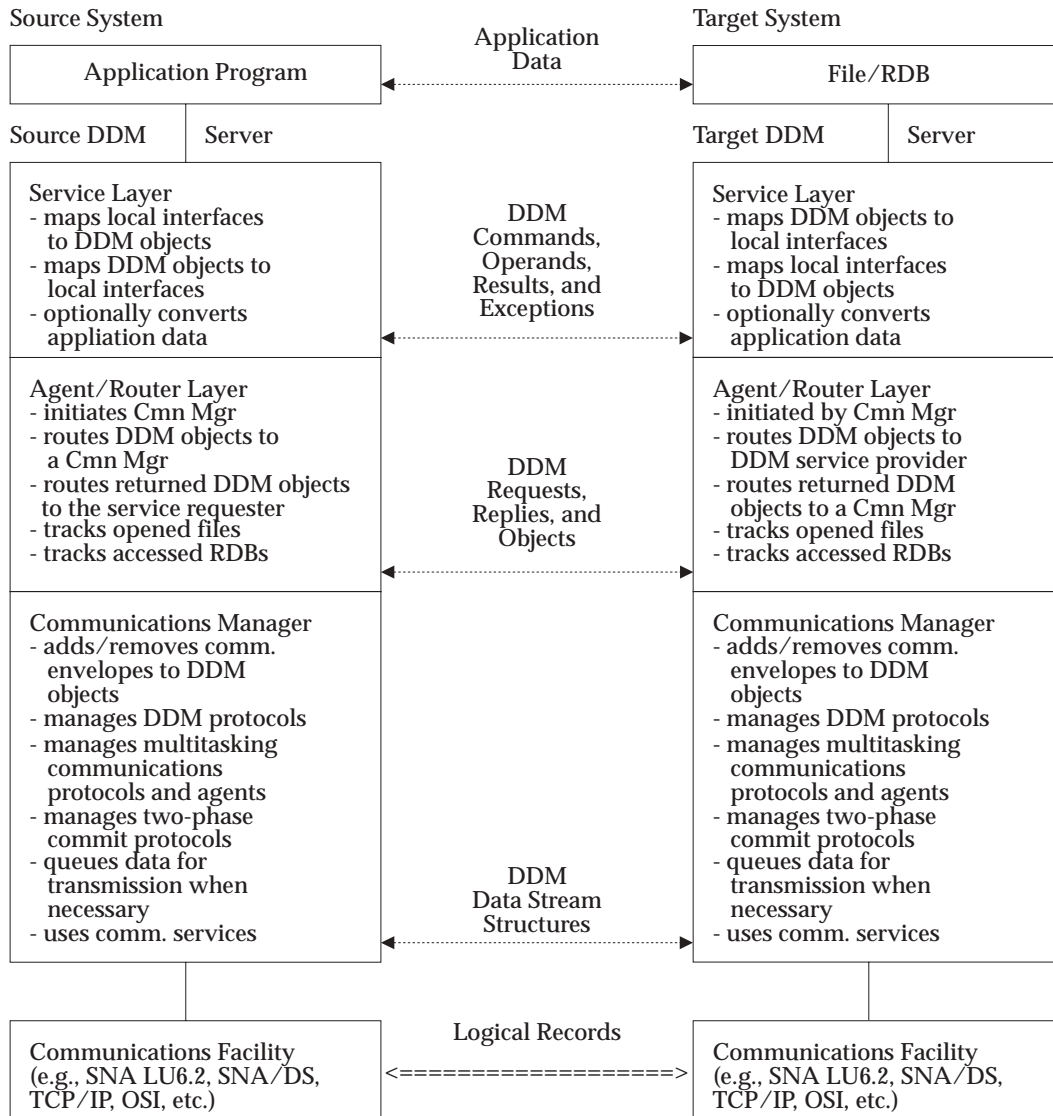 Source System
Target System
Application Program
Application
Data
File/RDB
Source DDM
Server
Target DDM
Server
Service Layer
- maps local interfaces
to DDM objects
- maps DDM objects to
local interfaces
- optionally converts
appliation data
DDM
Commands,
Operands,
Results, and
Exceptions
Service Layer
- maps DDM objects to
local interfaces
- maps local interfaces
to DDM objects
- optionally converts
application data
Agent/Router Layer
- initiates Cmn Mgr
- routes DDM objects to
a Cmn Mgr
- routes returned DDM objects
to the service requester
- tracks opened files
- tracks accessed RDBs
DDM
Requests,
Replies, and
Objects
Agent/Router Layer
- initiated by Cmn Mgr
- routes DDM objects to
DDM service provider
- routes returned DDM
objects to a Cmn Mgr
- tracks opened files
- tracks accessed RDBs
Communications Manager
- adds/removes comm.
envelopes to DDM
objects
- manages DDM protocols
- manages multitasking
communications
protocols and agents
- manages two-phase
commit protocols
- queues data for
transmission when
necessary
- uses comm. services
DDM
Data Stream
Structures
Communications Manager
- adds/removes comm.
envelopes to DDM
objects
- manages DDM protocols
- manages multitasking
communications
protocols and agents
- manages two-phase
commit protocols
- queues data for
transmission when
necessary
- uses comm. services
Communications Facility
(e.g., SNA LU6.2, SNA/DS,
TCP/IP, OSI, etc.)
Logical Records
<====================>
Communications Facility
(e.g., SNA LU6.2, SNA/DS,
TCP/IP, OSI, etc.)